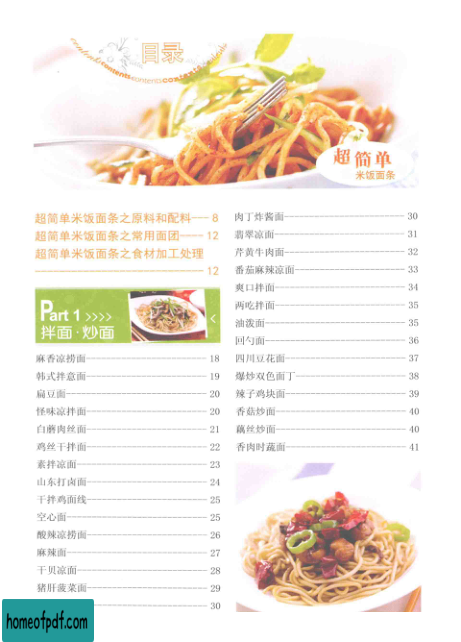 目录
contents contents contents
超简单
米饭面条
超简单米饭面条之原料和配料 8
超简单米饭面条之常用面团 12
超简单米饭面条之食材加工处理
12
Part 1 >>>>
拌面·炒面
<
麻香凉捞面 18
韩式拌意面 19
扁豆面 20
怪味凉拌面 20
白蘑肉丝面 21
鸡丝干拌面 22
素拌凉面 23
山东打卤面 24
干拌鸡面线 25
空心面 25
酸辣凉捞面 26
麻辣面 27
干贝凉面 28
猪肝菠菜面 29
30
肉丁炸酱面 30
翡翠凉面 31
芹黄牛肉面 32
番茄麻辣凉面 33
爽口拌面 34
两吃拌面 35
油泼面 35
回勺面 36
四川豆花面 37
爆炒双色面丁 38
辣子鸡块面 39
香菇炒面 40
藕丝炒面 40
香肉时蔬面 41
homeofpdf.com